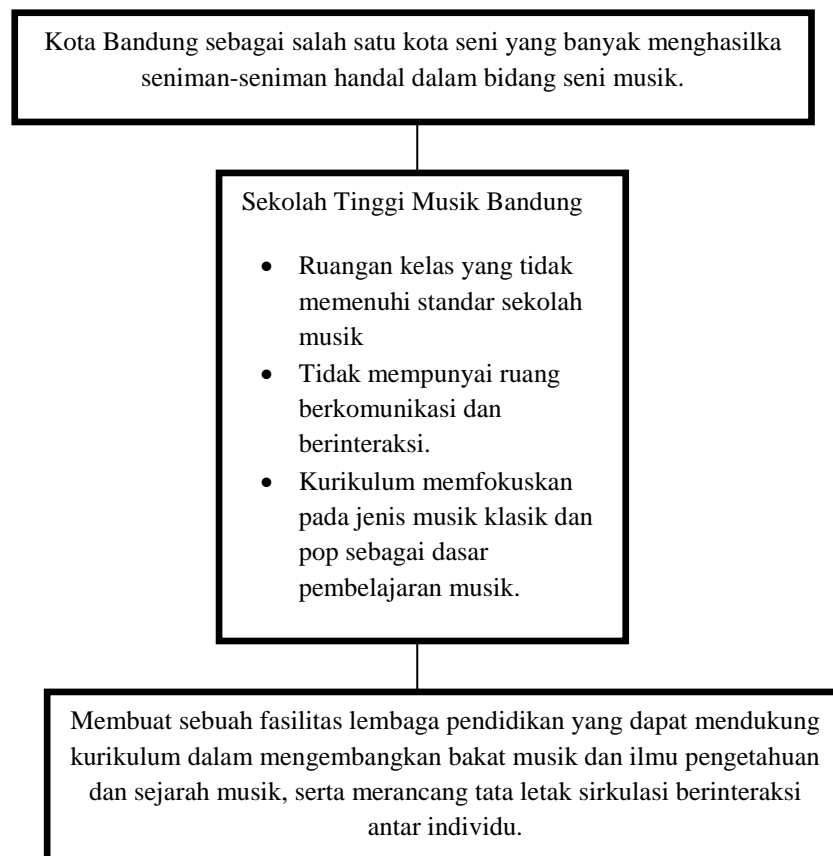 Kota Bandung sebagai salah satu kota seni yang banyak menghasilka
seniman-seniman handal dalam bidang seni musik.
Sekolah Tinggi Musik Bandung
• Ruangan kelas yang tidak
memenuhi standar sekolah
musik
• Tidak mempunyai ruang
berkomunikasi dan
berinteraksi.
• Kurikulum memfokuskan
pada jenis musik klasik dan
pop sebagai dasar
pembelajaran musik.
Membuat sebuah fasilitas lembaga pendidikan yang dapat mendukung
kurikulum dalam mengembangkan bakat musik dan ilmu pengetahuan
dan sejarah musik, serta merancang tata letak sirkulasi berinteraksi
antar individu.